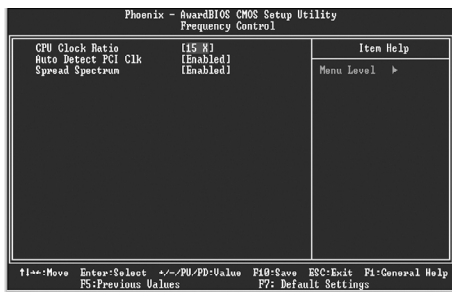 Phoenix - AwardBIOS CMOS Setup Utility
Frequency Control
CPU Clock Ratio [15 X]
Auto Detect PCI Clk [Enabled]
Spread Spectrum [Enabled]
Item Help
Menu Level ▸
↑↓→←:Move Enter:Select +/-/PU/PD:Value F10:Save ESC:Exit F1:General Help
F5:Previous Values F7: Default Settings